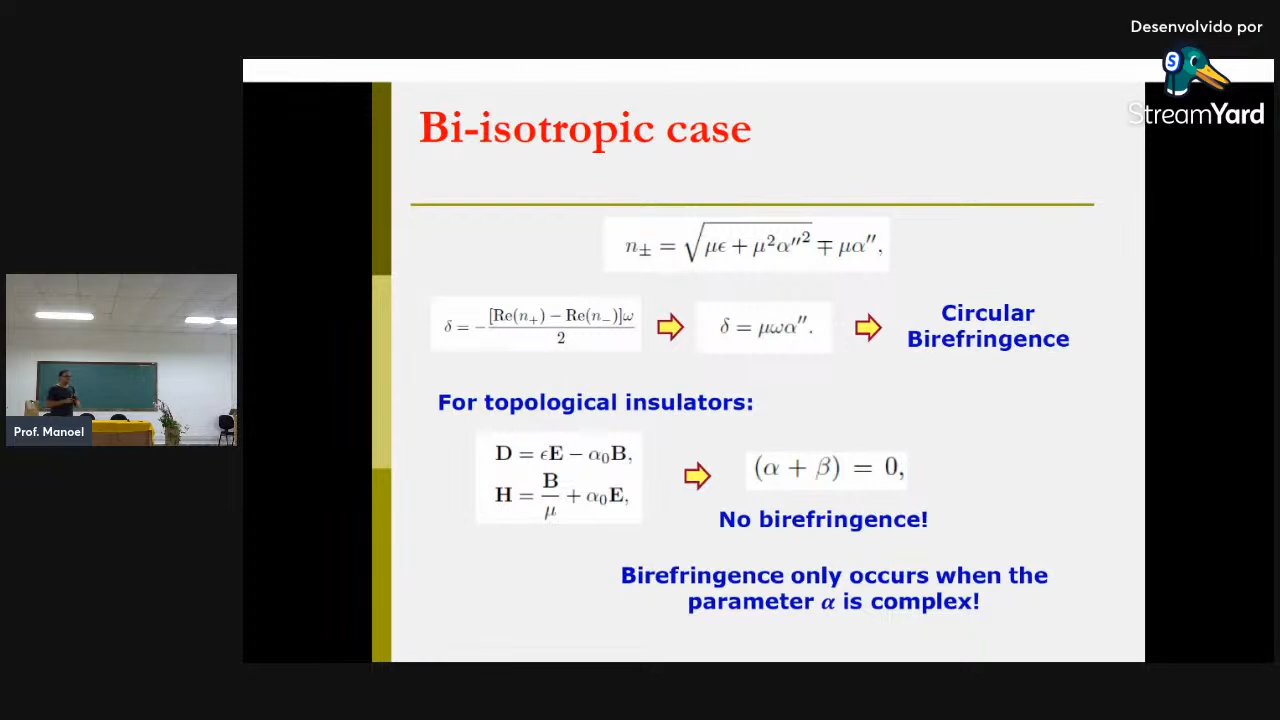 Desenvolvido por
StreamYard
Bi-isotropic case
n± = √(με + μ²α″²) ∓ μα″,
δ = −[Re(n₊) − Re(n₋)]ω / 2
δ = μωα″.
Circular
Birefringence
For topological insulators:
D = ϵE − α₀B,
H = B/μ + α₀E,
(α + β) = 0,
No birefringence!
Birefringence only occurs when the
parameter α is complex!
Prof. Manoel